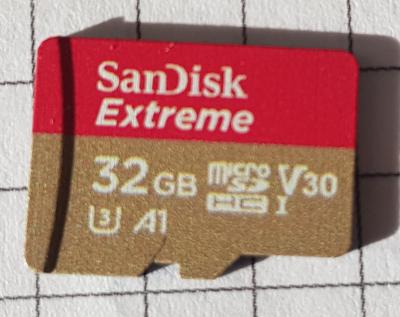 SanDisk
Extreme
32GB microSD HC I V30
U3 A1